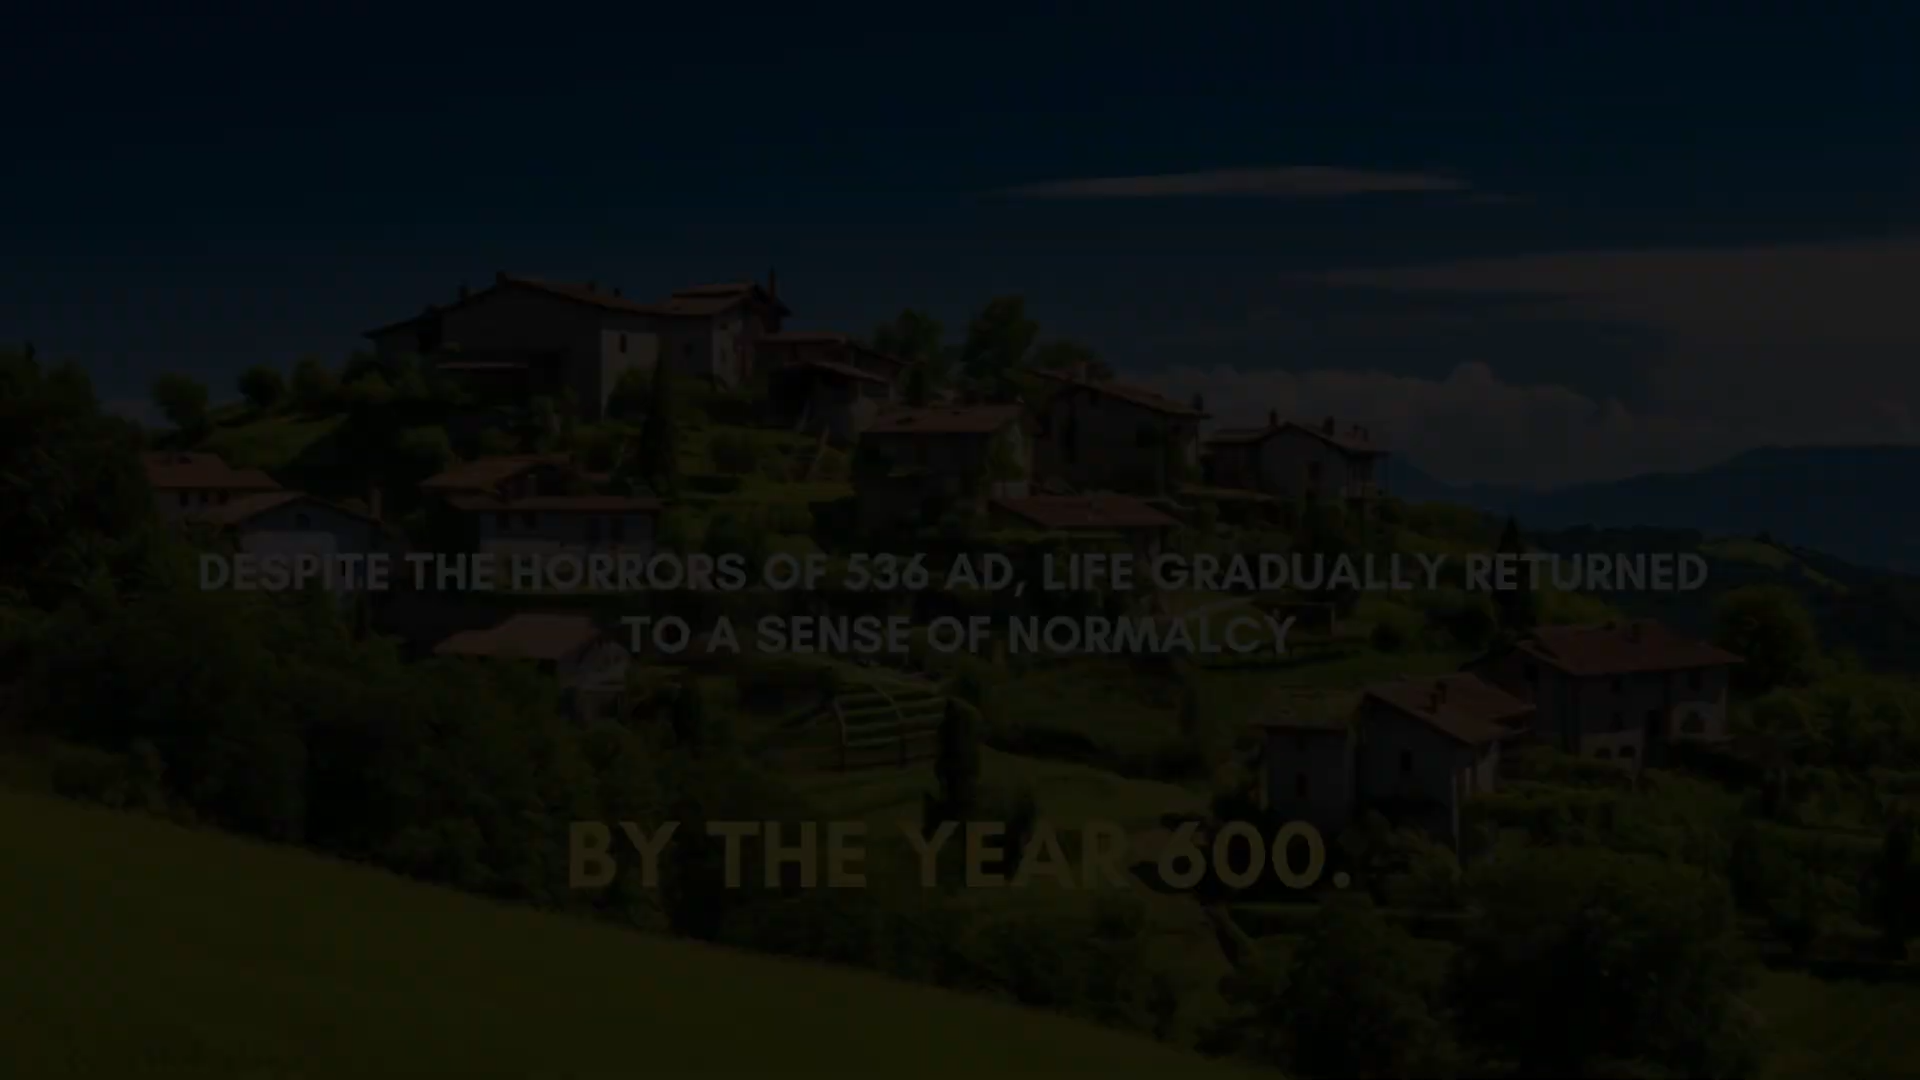 DESPITE THE HORRORS OF 536 AD, LIFE GRADUALLY RETURNED
TO A SENSE OF NORMALCY
BY THE YEAR 600.